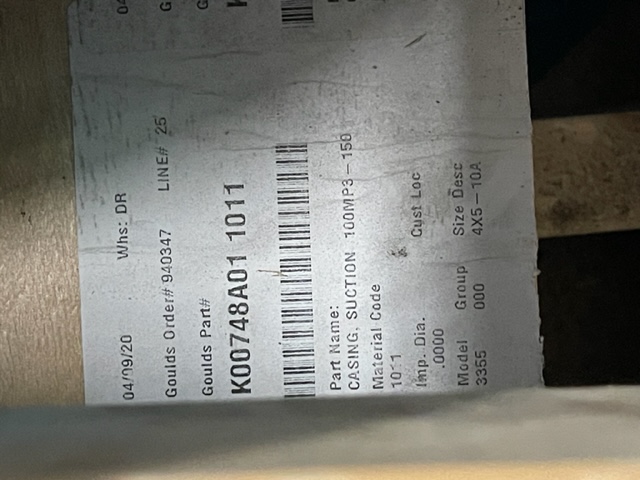 04/09/20 Whs: DR
Goulds Order# 940347 LINE# 25
Goulds Part#
K00748A01 1011
Part Name:
CASING, SUCTION 100MP3-150
Material Code
1011
Imp. Dia. Cust Loc
.0000
Model Group Size Desc
3355 000 4X5-10A